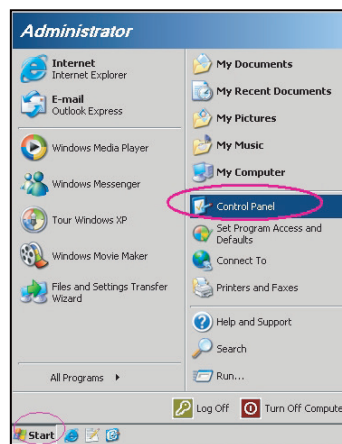 Administrator
Internet
Internet Explorer
E-mail
Outlook Express
Windows Media Player
Windows Messenger
Tour Windows XP
Windows Movie Maker
Files and Settings Transfer
Wizard
All Programs
My Documents
My Recent Documents
My Pictures
My Music
My Computer
Control Panel
Set Program Access and
Defaults
Connect To
Printers and Faxes
Help and Support
Search
Run...
Log Off
Turn Off Compute
Start